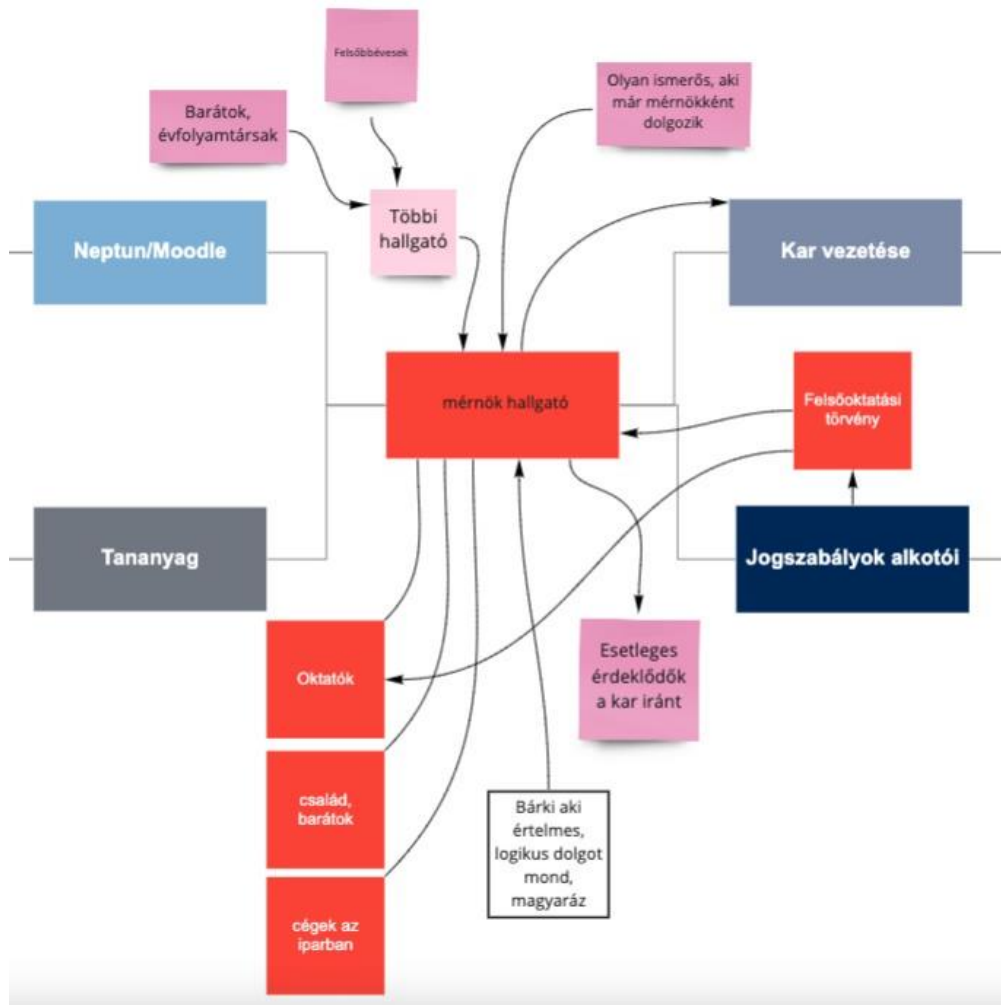 Felsőbbévesek
Barátok,
évfolyamtársak
Olyan ismerős, aki
már mérnökként
dolgozik
Többi
hallgató
Neptun/Moodle
Kar vezetése
mérnök hallgató
Felsőoktatási
törvény
Tananyag
Jogszabályok alkotói
Oktatók
Esetleges
érdeklődők
a kar iránt
család,
barátok
Bárki aki
értelmes,
logikus dolgot
mond,
magyaráz
cégek az
iparban